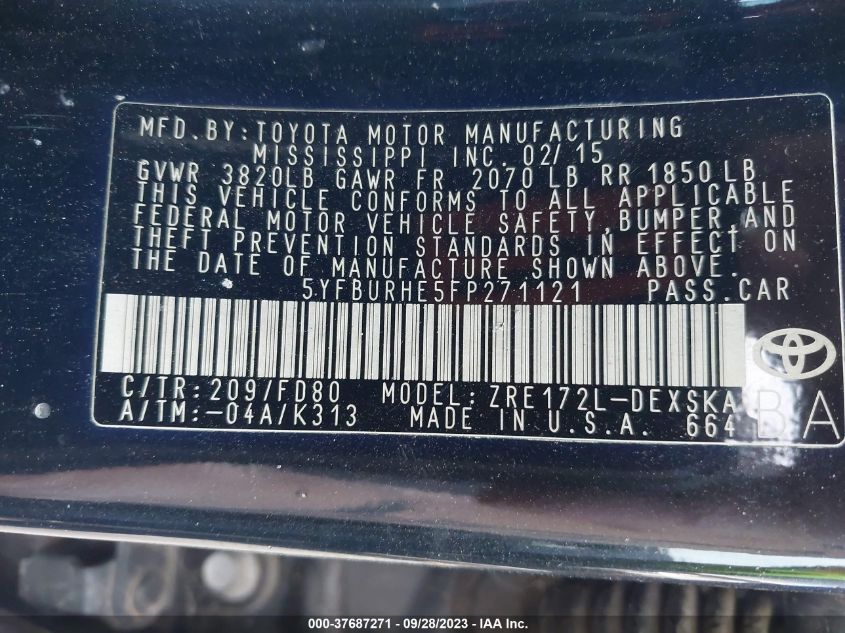 MFD.BY:TOYOTA MOTOR MANUFACTURING
MISSISSIPPI INC. 02/15
GVWR 3820LB GAWR FR 2070 LB RR 1850 LB
THIS VEHICLE CONFORMS TO ALL APPLICABLE
FEDERAL MOTOR VEHICLE SAFETY,BUMPER,AND
THEFT PREVENTION STANDARDS IN EFFECT ON
THE DATE OF MANUFACTURE SHOWN ABOVE.
5YFBURHE5FP271121 PASS.CAR
C/TR:209/FD80 MODEL:ZRE172L-DEXSKA
A/TM:-04A/K313 MADE IN U.S.A. 664 BA
000-37687271 - 09/28/2023 - IAA Inc.